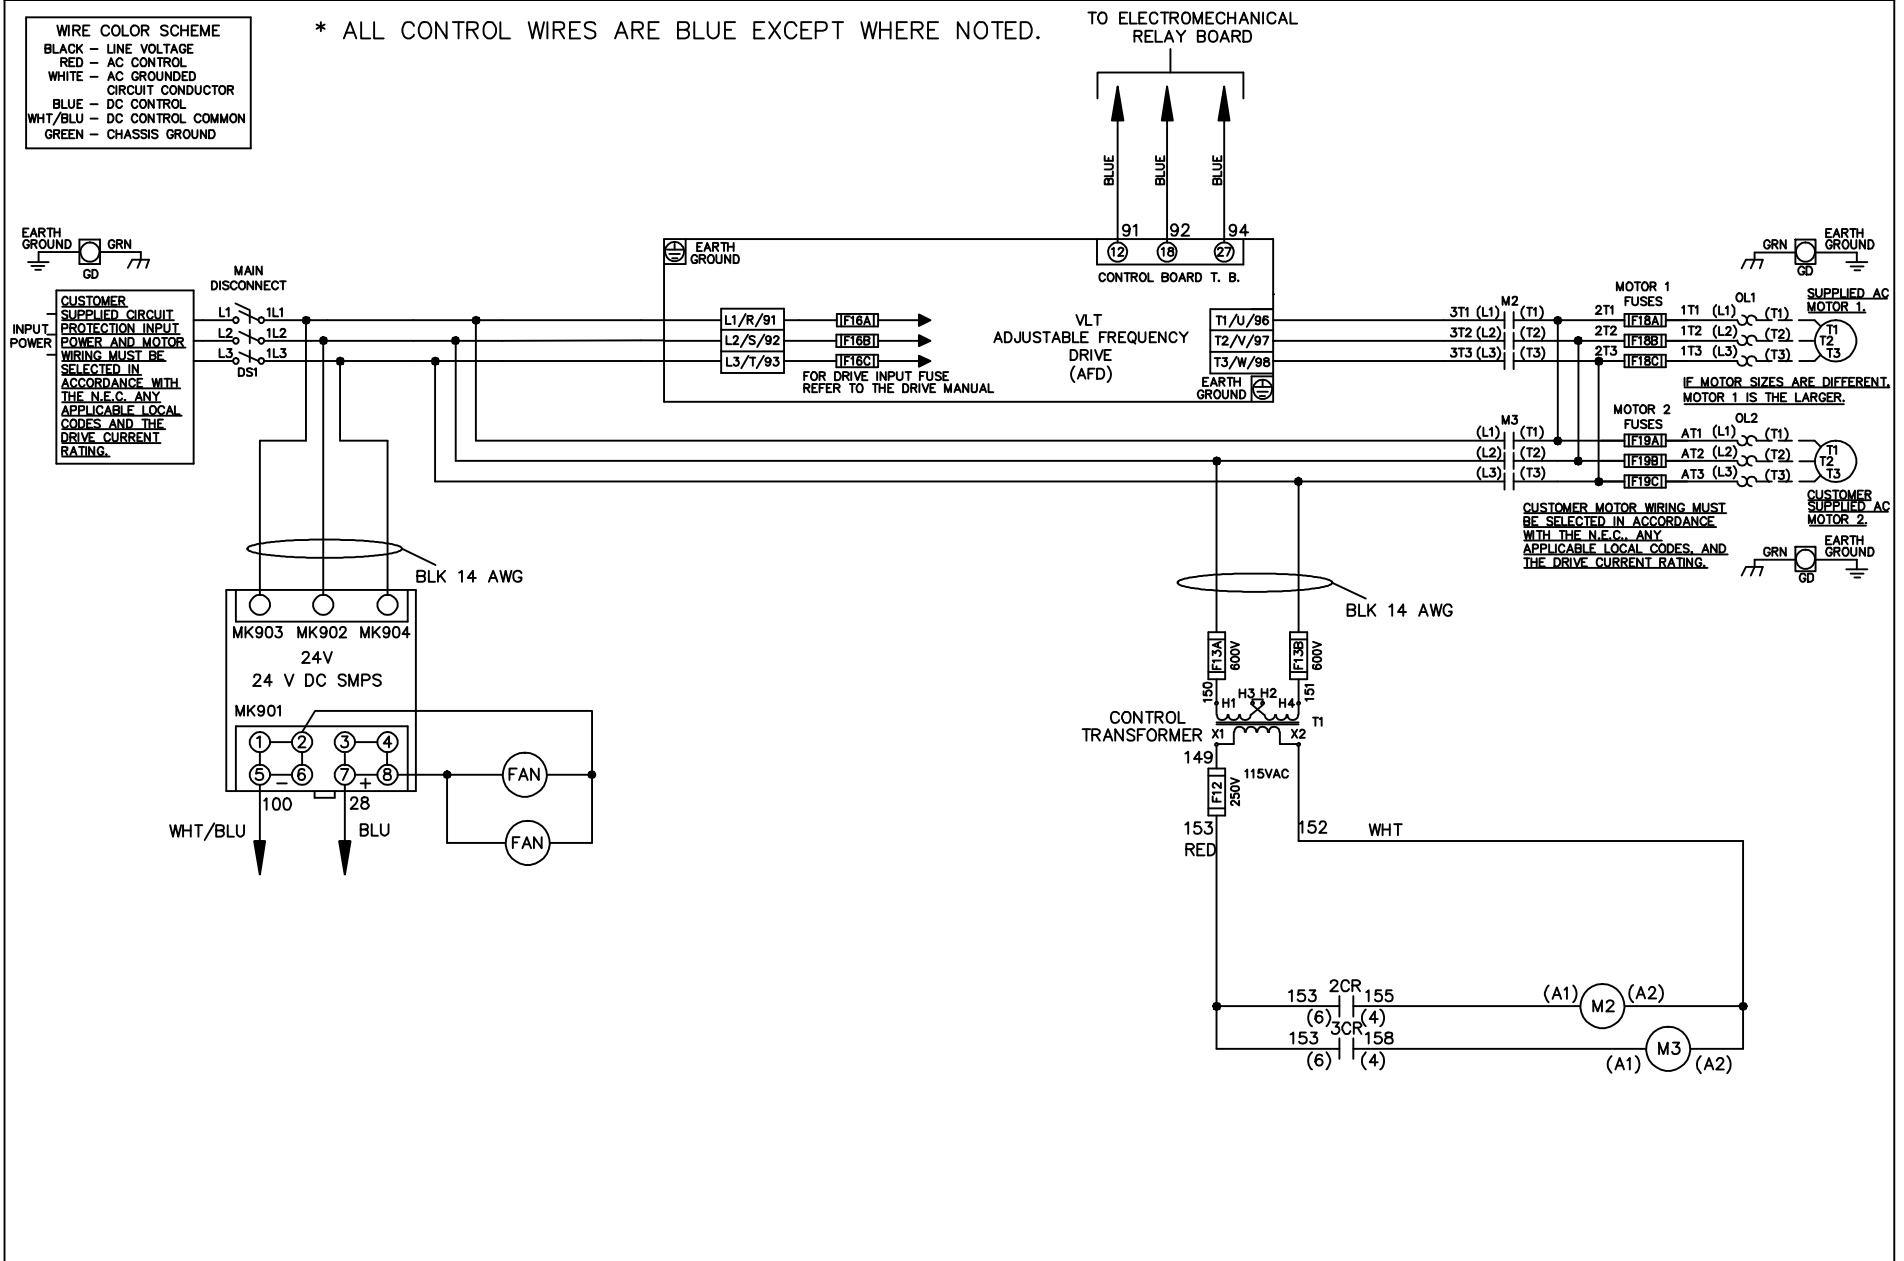 WIRE COLOR SCHEME
BLACK – LINE VOLTAGE
RED – AC CONTROL
WHITE – AC GROUNDED
CIRCUIT CONDUCTOR
BLUE – DC CONTROL
WHT/BLU – DC CONTROL COMMON
GREEN – CHASSIS GROUND
* ALL CONTROL WIRES ARE BLUE EXCEPT WHERE NOTED.
TO ELECTROMECHANICAL
RELAY BOARD
BLUE
BLUE
BLUE
91 92 94
12 18 27
CONTROL BOARD T. B.
EARTH
GROUND
GRN
GD
INPUT
POWER
CUSTOMER
SUPPLIED CIRCUIT
PROTECTION INPUT
POWER AND MOTOR
WIRING MUST BE
SELECTED IN
ACCORDANCE WITH
THE N.E.C. ANY
APPLICABLE LOCAL
CODES AND THE
DRIVE CURRENT
RATING.
MAIN
DISCONNECT
L1 1L1
L2 1L2
L3 1L3
DS1
EARTH
GROUND
L1/R/91 F16A
L2/S/92 F16B
L3/T/93 F16C
FOR DRIVE INPUT FUSE
REFER TO THE DRIVE MANUAL
VLT
ADJUSTABLE FREQUENCY
DRIVE
(AFD)
T1/U/96
T2/V/97
T3/W/98
EARTH
GROUND
M2
3T1 (L1) (T1)
3T2 (L2) (T2)
3T3 (L3) (T3)
MOTOR 1
FUSES
2T1 F18A 1T1 (L1) (T1)
2T2 F18B 1T2 (L2) (T2)
2T3 F18C 1T3 (L3) (T3)
OL1
GRN
EARTH
GROUND
GD
SUPPLIED AC
MOTOR 1.
T1
T2
T3
IF MOTOR SIZES ARE DIFFERENT,
MOTOR 1 IS THE LARGER.
M3
(L1) (T1)
(L2) (T2)
(L3) (T3)
MOTOR 2
FUSES
F19A AT1 (L1) (T1)
F19B AT2 (L2) (T2)
F19C AT3 (L3) (T3)
OL2
T1
T2
T3
CUSTOMER
SUPPLIED AC
MOTOR 2.
CUSTOMER MOTOR WIRING MUST
BE SELECTED IN ACCORDANCE
WITH THE N.E.C., ANY
APPLICABLE LOCAL CODES, AND
THE DRIVE CURRENT RATING.
GRN
EARTH
GROUND
GD
BLK 14 AWG
MK903 MK902 MK904
24V
24 V DC SMPS
MK901
1 2 3 4
5 – 6 7 + 8
100 28
WHT/BLU BLU
FAN
FAN
BLK 14 AWG
F13A 600V
F13B 600V
150 151
H1 H3 H2 H4
T1
CONTROL
TRANSFORMER
X1 X2
149
115VAC
F12 250V
153
RED
152 WHT
153 2CR 155
(6) (4)
(A1) M2 (A2)
153 3CR 158
(6) (4)
(A1) M3 (A2)